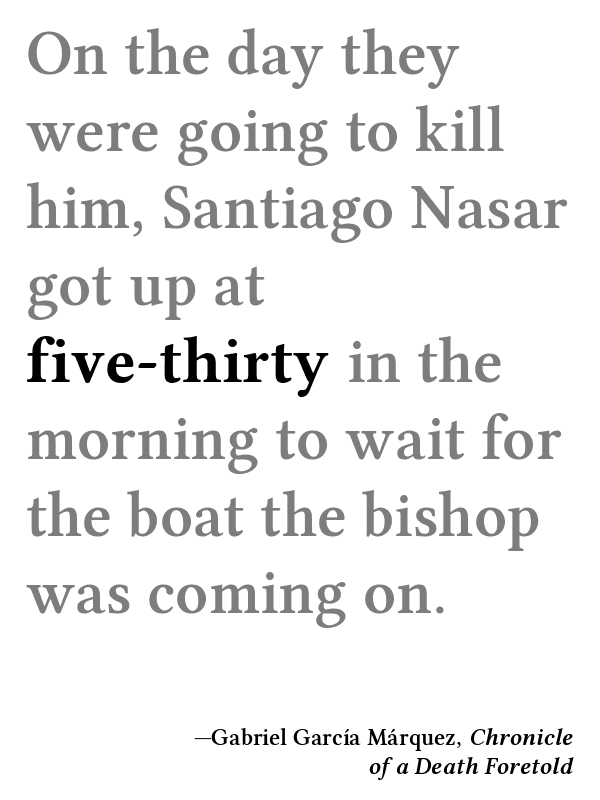 On the day they
were going to kill
him, Santiago Nasar
got up at
five-thirty in the
morning to wait for
the boat the bishop
was coming on.
—Gabriel García Márquez, Chronicle
of a Death Foretold